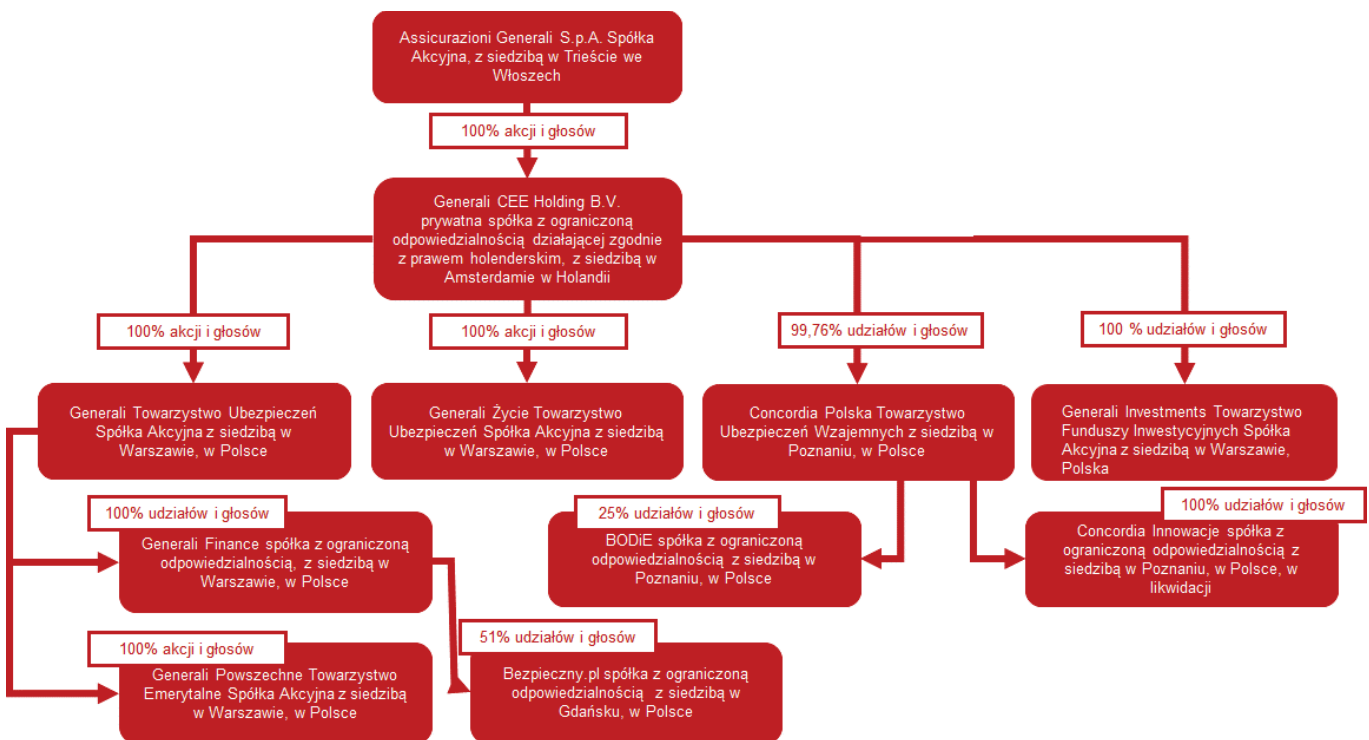 Assicurazioni Generali S.p.A. Spółka
Akcyjna, z siedzibą w Trieście we
Włoszech
100% akcji i głosów
Generali CEE Holding B.V.
prywatna spółka z ograniczoną
odpowiedzialnością działającej zgodnie
z prawem holenderskim, z siedzibą w
Amsterdamie w Holandii
100% akcji i głosów
100% akcji i głosów
99,76% udziałów i głosów
100 % udziałów i głosów
Generali Towarzystwo Ubezpieczeń
Spółka Akcyjna z siedzibą w
Warszawie, w Polsce
Generali Życie Towarzystwo
Ubezpieczeń Spółka Akcyjna z siedzibą
w Warszawie, w Polsce
Concordia Polska Towarzystwo
Ubezpieczeń Wzajemnych z siedzibą w
Poznaniu, w Polsce
Generali Investments Towarzystwo
Funduszy Inwestycyjnych Spółka
Akcyjna z siedzibą w Warszawie,
Polska
100% udziałów i głosów
Generali Finance spółka z ograniczoną
odpowiedzialnością, z siedzibą w
Warszawie, w Polsce
25% udziałów i głosów
BODiE spółka z ograniczoną
odpowiedzialnością z siedzibą w
Poznaniu, w Polsce
100% udziałów i głosów
Concordia Innowacje spółka z
ograniczoną odpowiedzialnością z
siedzibą w Poznaniu, w Polsce, w
likwidacji
100% akcji i głosów
Generali Powszechne Towarzystwo
Emerytalne Spółka Akcyjna z siedzibą
w Warszawie, w Polsce
51% udziałów i głosów
Bezpieczny.pl spółka z ograniczoną
odpowiedzialnością z siedzibą w
Gdańsku, w Polsce